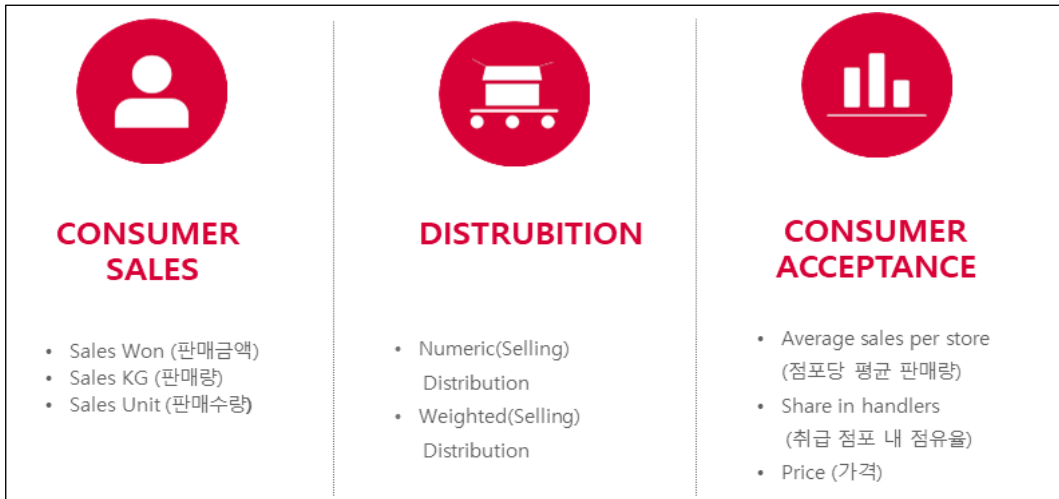 CONSUMER
SALES
• Sales Won (판매금액)
• Sales KG (판매량)
• Sales Unit (판매수량)
DISTRUBITION
• Numeric(Selling)
Distribution
• Weighted(Selling)
Distribution
CONSUMER
ACCEPTANCE
• Average sales per store
(점포당 평균 판매량)
• Share in handlers
(취급 점포 내 점유율)
• Price (가격)